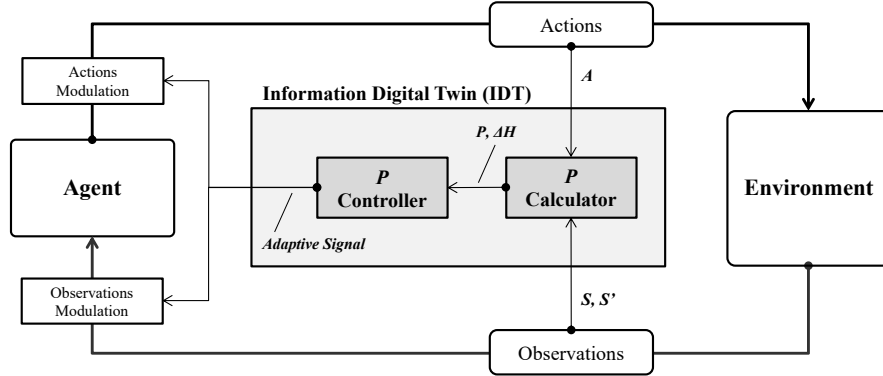 Actions
Actions
Modulation
A
Information Digital Twin (IDT)
P, ΔH
Agent
P
Controller
P
Calculator
Environment
Adaptive Signal
Observations
Modulation
S, S'
Observations